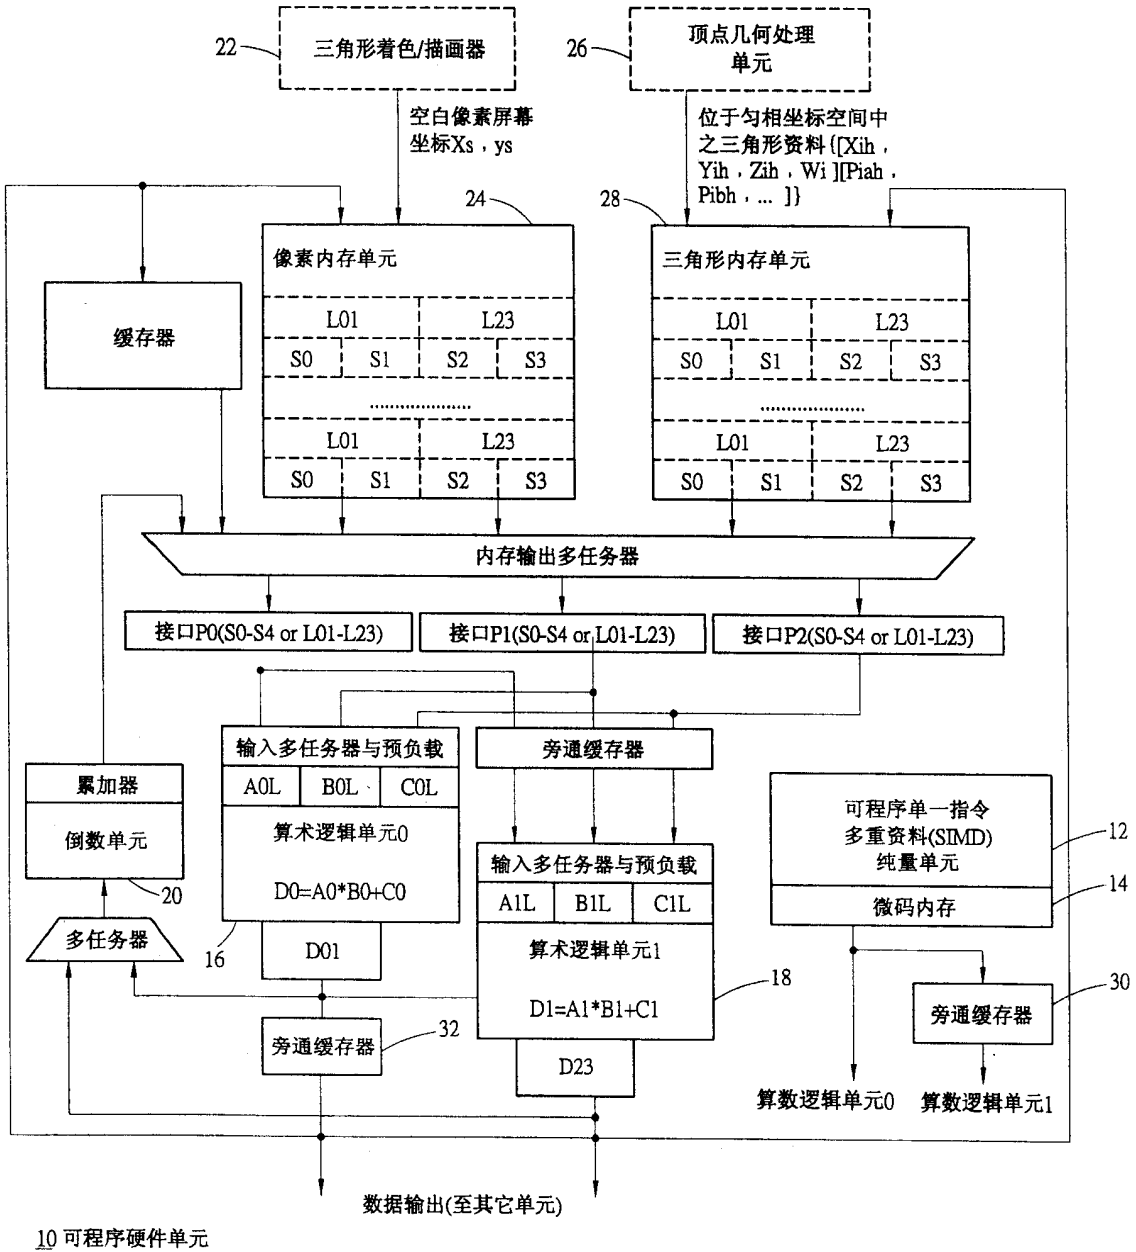 22
三角形着色/描画器
26
顶点几何处理
单元
空白像素屏幕
坐标Xs，ys
位于匀相坐标空间中
之三角形资料{[Xih，
Yih，Zih，Wi ][Piah，
Pibh，... ]}
24
28
像素内存单元
三角形内存单元
缓存器
L01 L23
S0 S1 S2 S3
....................
L01 L23
S0 S1 S2 S3
L01 L23
S0 S1 S2 S3
.....................
L01 L23
S0 S1 S2 S3
内存输出多任务器
接口P0(S0-S4 or L01-L23)
接口P1(S0-S4 or L01-L23)
接口P2(S0-S4 or L01-L23)
输入多任务器与预负载
A0L B0L C0L
算术逻辑单元0
D0=A0*B0+C0
16
D01
旁通缓存器
累加器
倒数单元
20
多任务器
输入多任务器与预负载
A1L B1L C1L
算术逻辑单元1
D1=A1*B1+C1
18
D23
旁通缓存器
32
可程序单一指令
多重资料(SIMD)
纯量单元
12
微码内存
14
旁通缓存器
30
算数逻辑单元0
算数逻辑单元1
数据输出(至其它单元)
10 可程序硬件单元